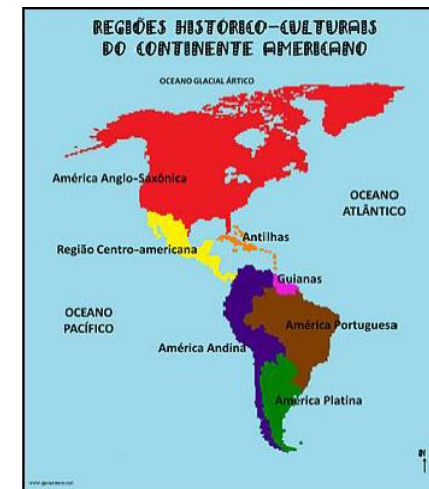 REGIÕES HISTÓRICO-CULTURAIS
DO CONTINENTE AMERICANO
OCEANO GLACIAL ÁRTICO
América Anglo-Saxônica
OCEANO
ATLÂNTICO
Antilhas
Região Centro-americana
Guianas
OCEANO
PACÍFICO
América Portuguesa
América Andina
América Platina